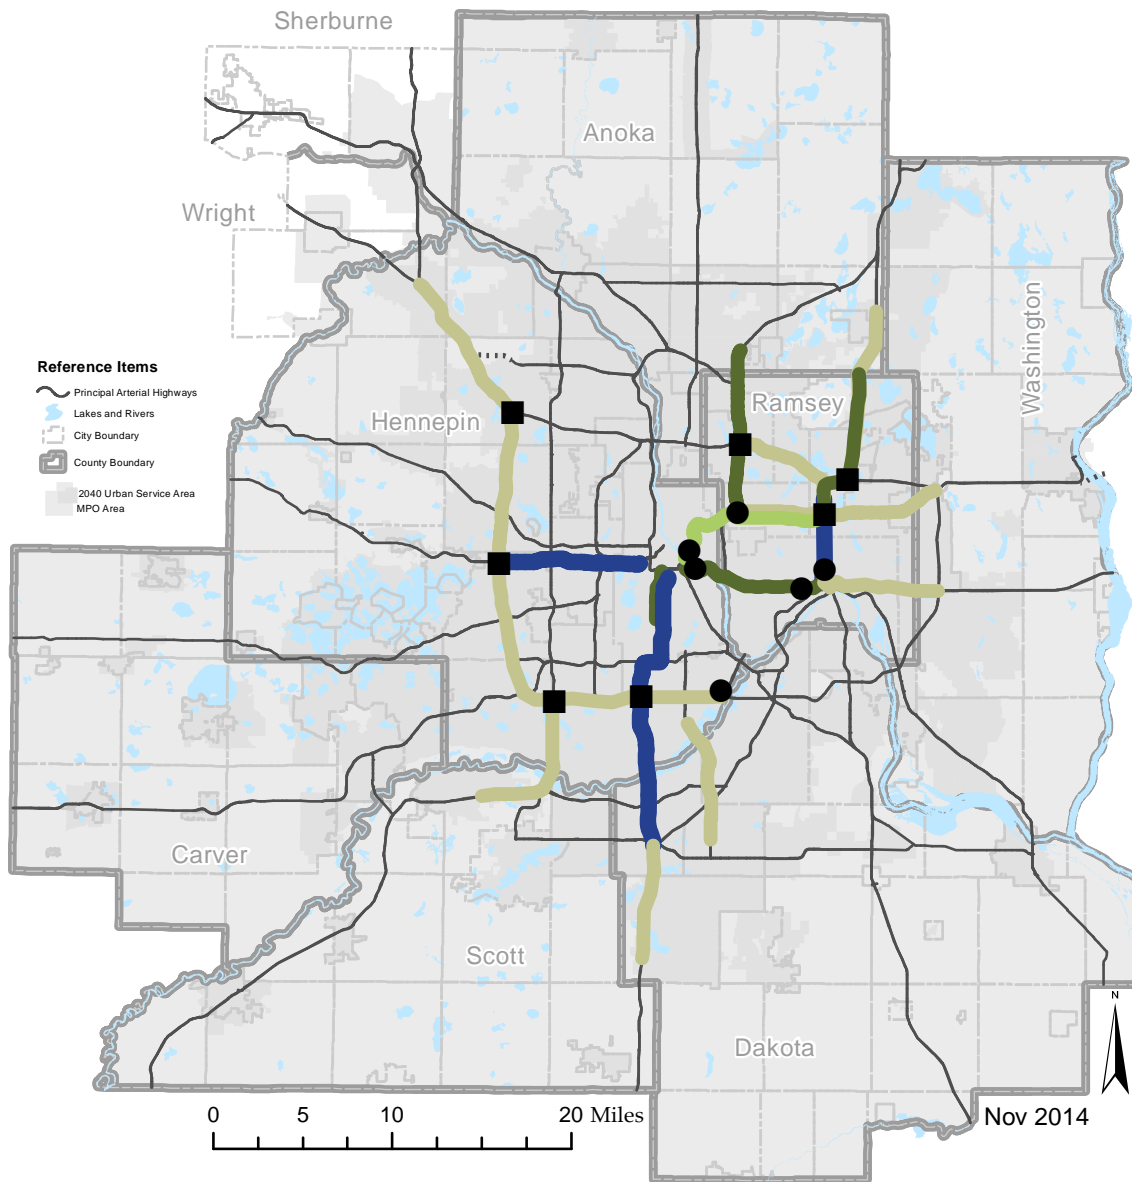 Sherburne
Anoka
Wright
Washington
Reference Items
Principal Arterial Highways
Lakes and Rivers
City Boundary
County Boundary
2040 Urban Service Area
MPO Area
Hennepin
Ramsey
Carver
Scott
Dakota
N
0 5 10 20 Miles
Nov 2014